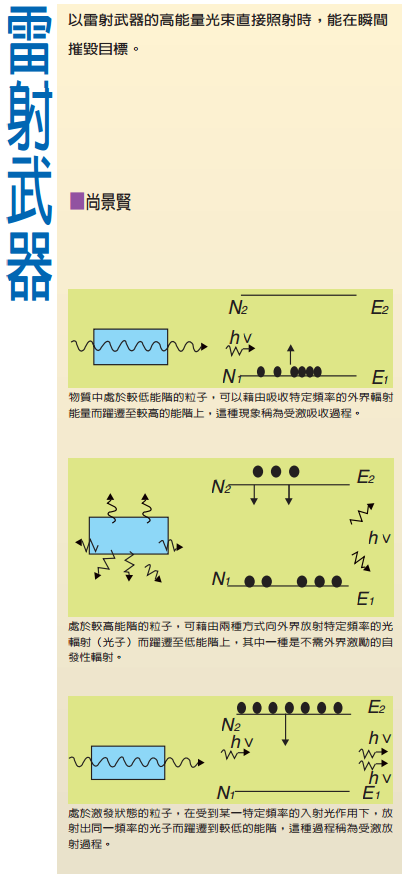 雷射武器
以雷射武器的高能量光束直接照射時，能在瞬間
摧毀目標。
■尚景賢
N2 E2
hν
N1 E1
物質中處於較低能階的粒子，可以藉由吸收特定頻率的外界輻射
能量而躍遷至較高的能階上，這種現象稱為受激吸收過程。
N2 E2
hν
N1 E1
處於較高能階的粒子，可藉由兩種方式向外界放射特定頻率的光
輻射（光子）而躍遷至低能階上，其中一種是不需外界激勵的自
發性輻射。
E2
N2
hν hν
hν
N1 E1
處於激發狀態的粒子，在受到某一特定頻率的入射光作用下，放
射出同一頻率的光子而躍遷到較低的能階，這種過程稱為受激放
射過程。